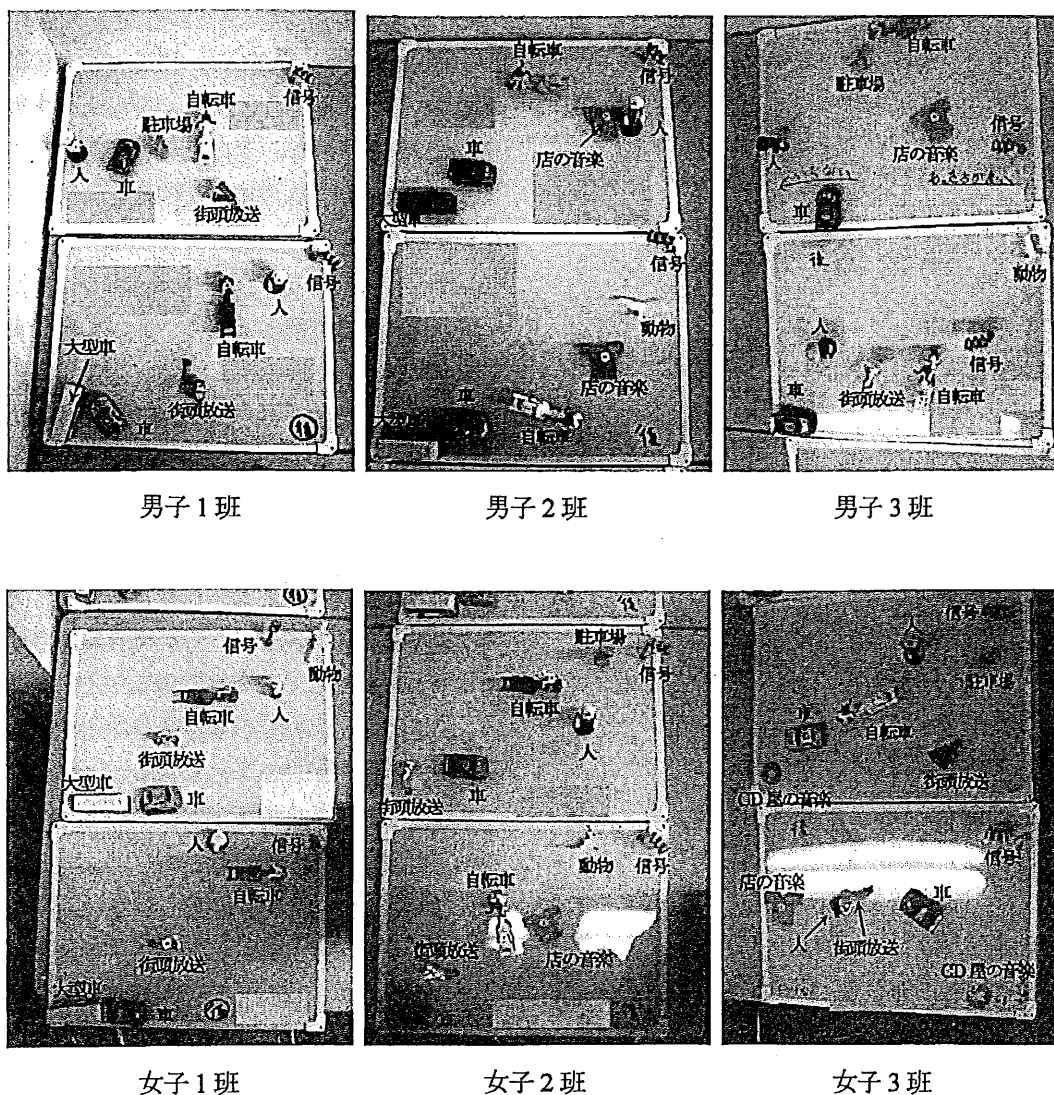 自転車
信号
駐車場
人
車
街頭放送
信号
人
自転車
大型車
街頭放送
車
男子1班
自転車
信号
人
店の音楽
車
大型車
信号
動物
店の音楽
車
自転車
後
男子2班
自転車
駐車場
信号
人
店の音楽
車
後
動物
人
信号
車
街頭放送
自転車
男子3班
信号
動物
自転車
人
街頭放送
大型車
車
人
信号
自転車
街頭放送
大型車
車
女子1班
駐車場
信号
自転車
人
車
街頭放送
動物
信号
自転車
街頭放送
店の音楽
女子2班
信号
人
駐車場
車
自転車
街頭放送
CD屋の音楽
後
信号
店の音楽
車
人
街頭放送
CD屋の音楽
女子3班